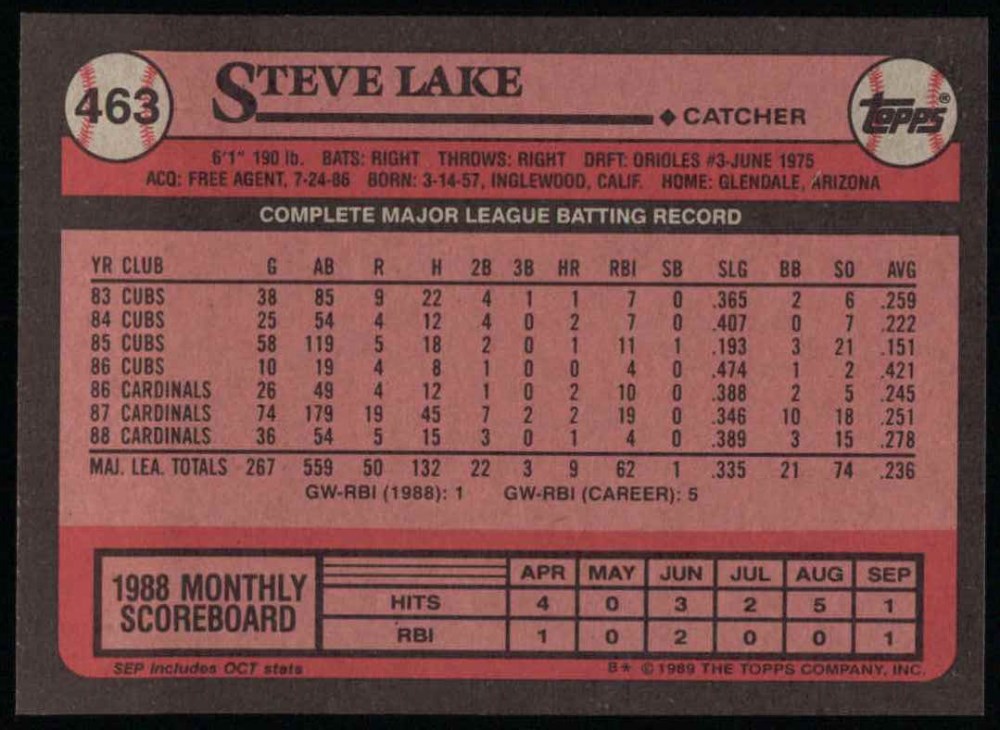 463 STEVE LAKE
◆ CATCHER topps®
6'1" 190 lb. BATS: RIGHT THROWS: RIGHT DRFT: ORIOLES #3-JUNE 1975
ACQ: FREE AGENT, 7-24-86 BORN: 3-14-57, INGLEWOOD, CALIF. HOME: GLENDALE, ARIZONA
COMPLETE MAJOR LEAGUE BATTING RECORD
YR CLUB G AB R H 2B 3B HR RBI SB SLG BB SO AVG
83 CUBS 38 85 9 22 4 1 1 7 0 .365 2 6 .259
84 CUBS 25 54 4 12 4 0 2 7 0 .407 0 7 .222
85 CUBS 58 119 5 18 2 0 1 11 1 .193 3 21 .151
86 CUBS 10 19 4 8 1 0 0 4 0 .474 1 2 .421
86 CARDINALS 26 49 4 12 1 0 2 10 0 .388 2 5 .245
87 CARDINALS 74 179 19 45 7 2 2 19 0 .346 10 18 .251
88 CARDINALS 36 54 5 15 3 0 1 4 0 .389 3 15 .278
MAJ. LEA. TOTALS 267 559 50 132 22 3 9 62 1 .335 21 74 .236
GW-RBI (1988): 1 GW-RBI (CAREER): 5
1988 MONTHLY SCOREBOARD
APR MAY JUN JUL AUG SEP
HITS 4 0 3 2 5 1
RBI 1 0 2 0 0 1
SEP includes OCT stats B* © 1989 THE TOPPS COMPANY, INC.